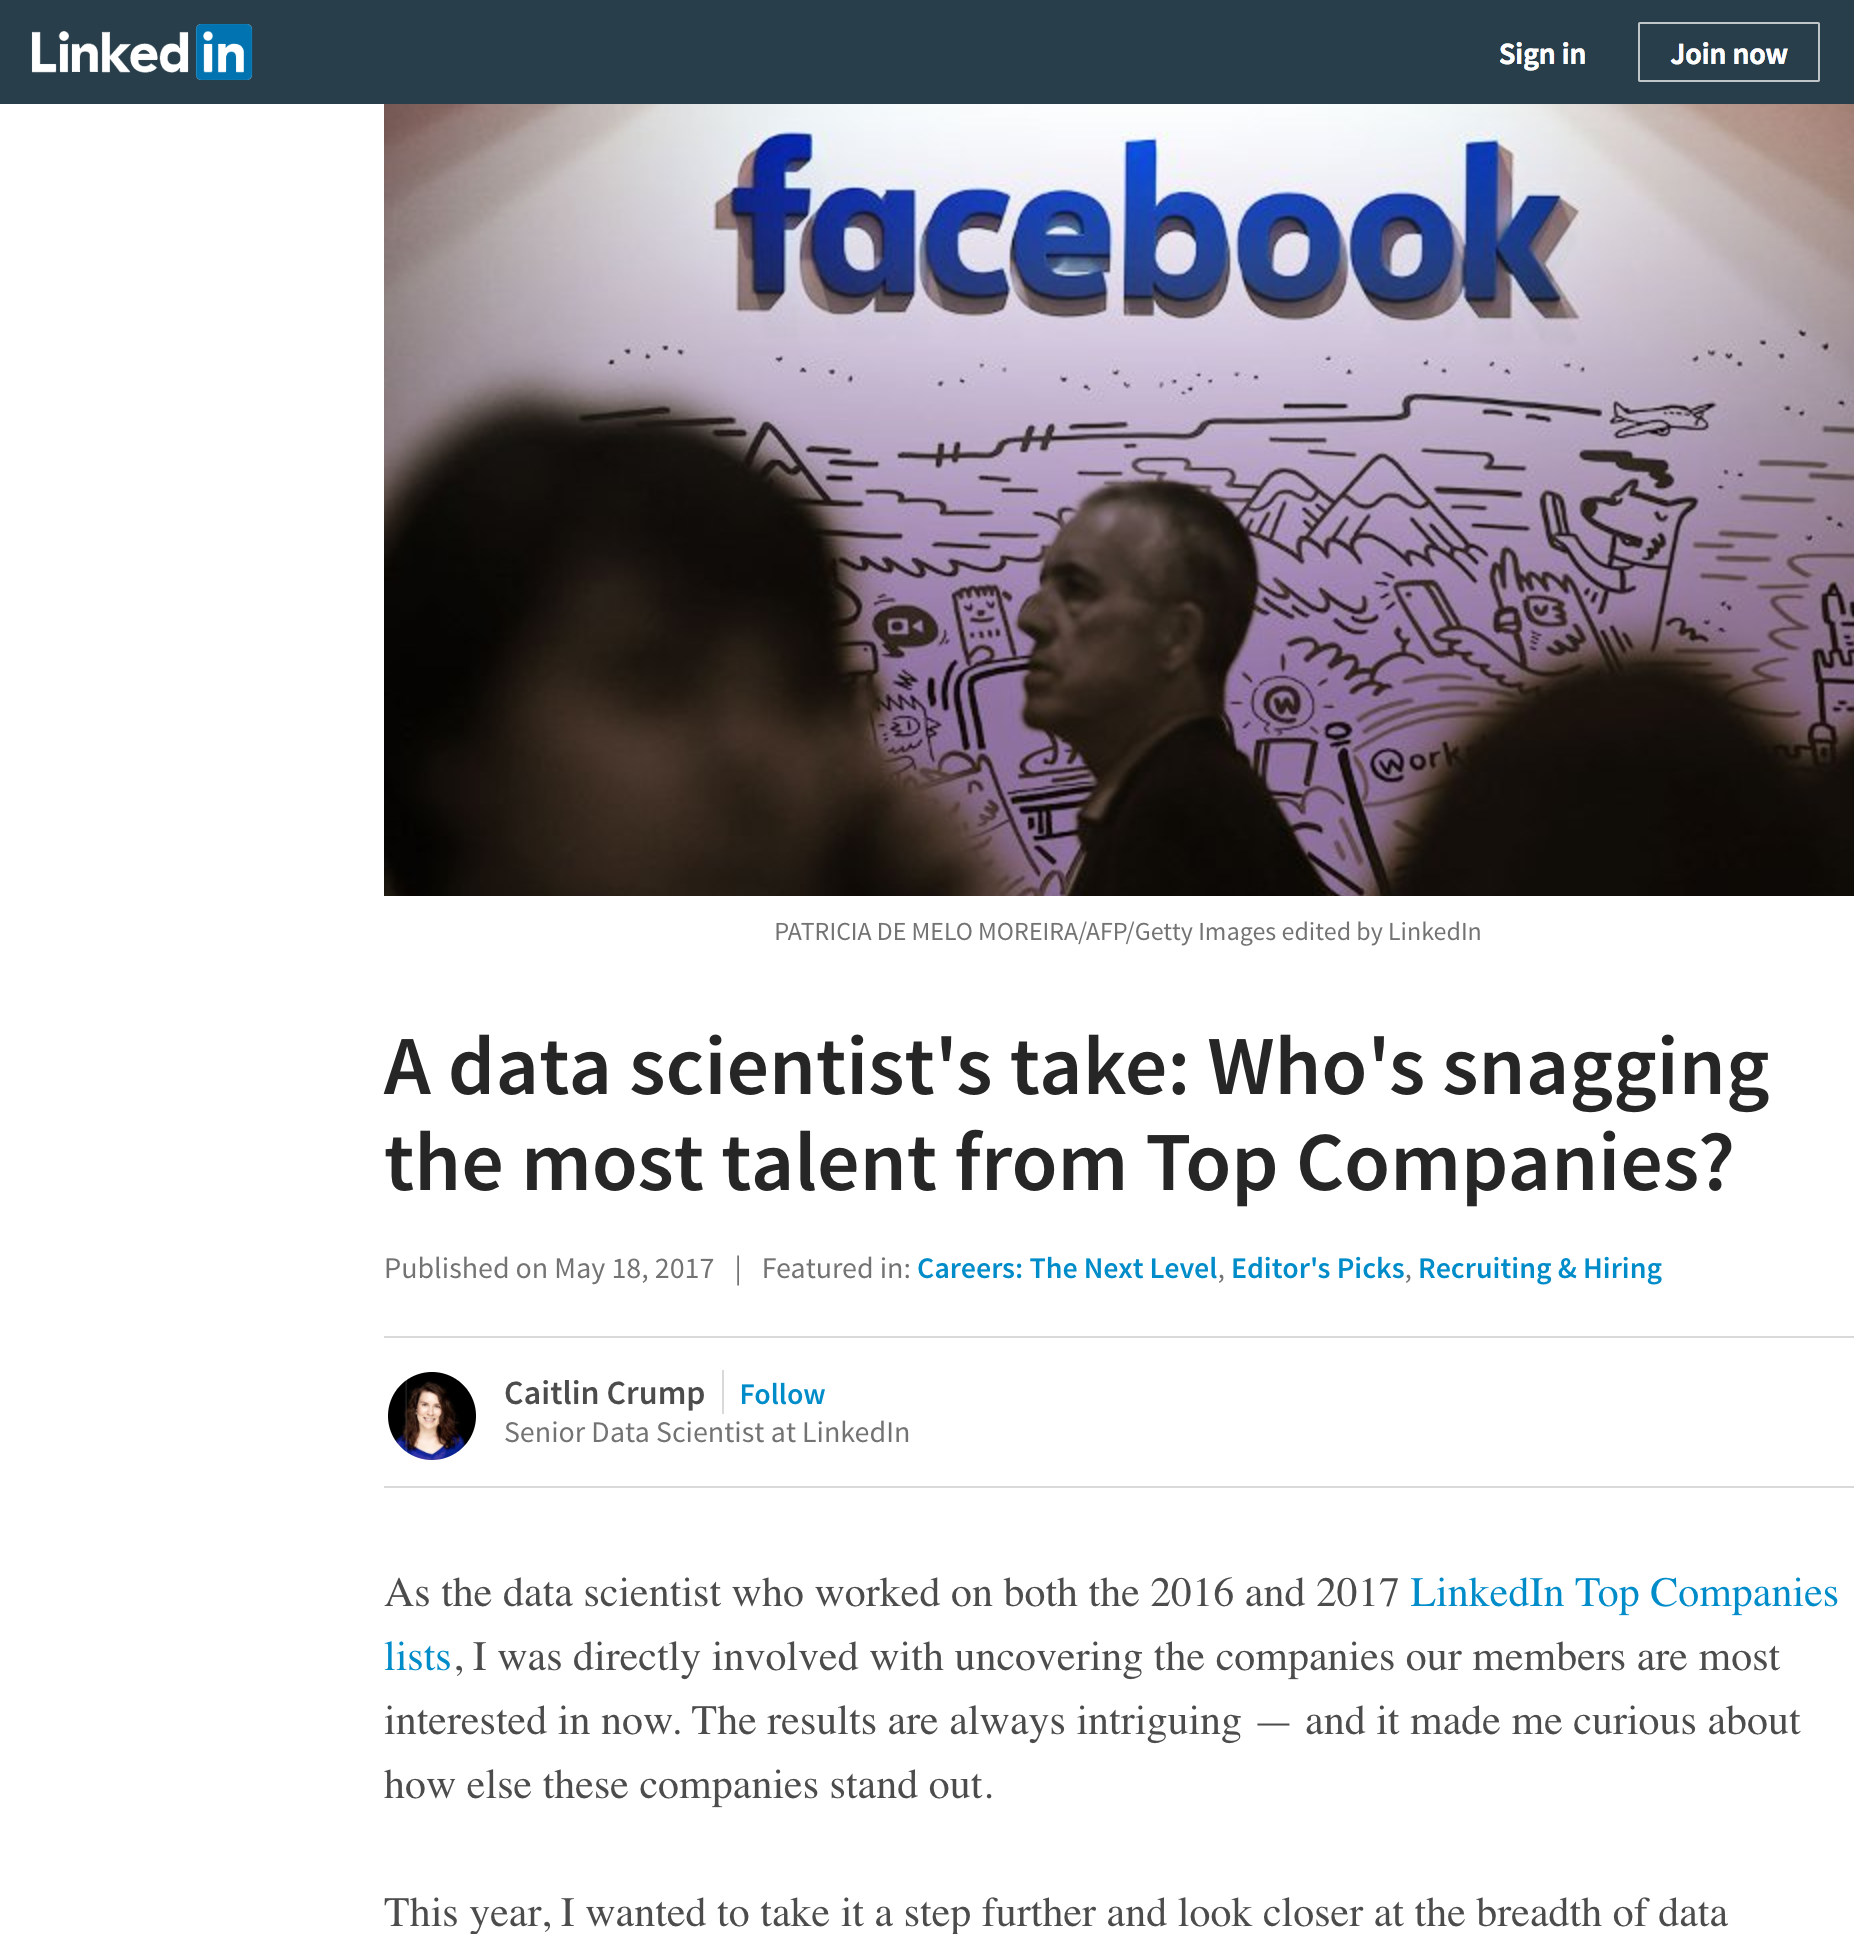 Linked in
Sign in
Join now
facebook
@
@
PATRICIA DE MELO MOREIRA/AFP/Getty Images edited by LinkedIn
A data scientist's take: Who's snagging
the most talent from Top Companies?
Published on May 18, 2017 | Featured in: Careers: The Next Level, Editor's Picks, Recruiting & Hiring
Caitlin Crump | Follow
Senior Data Scientist at LinkedIn
As the data scientist who worked on both the 2016 and 2017 LinkedIn Top Companies
lists, I was directly involved with uncovering the companies our members are most
interested in now. The results are always intriguing — and it made me curious about
how else these companies stand out.
This year, I wanted to take it a step further and look closer at the breadth of data